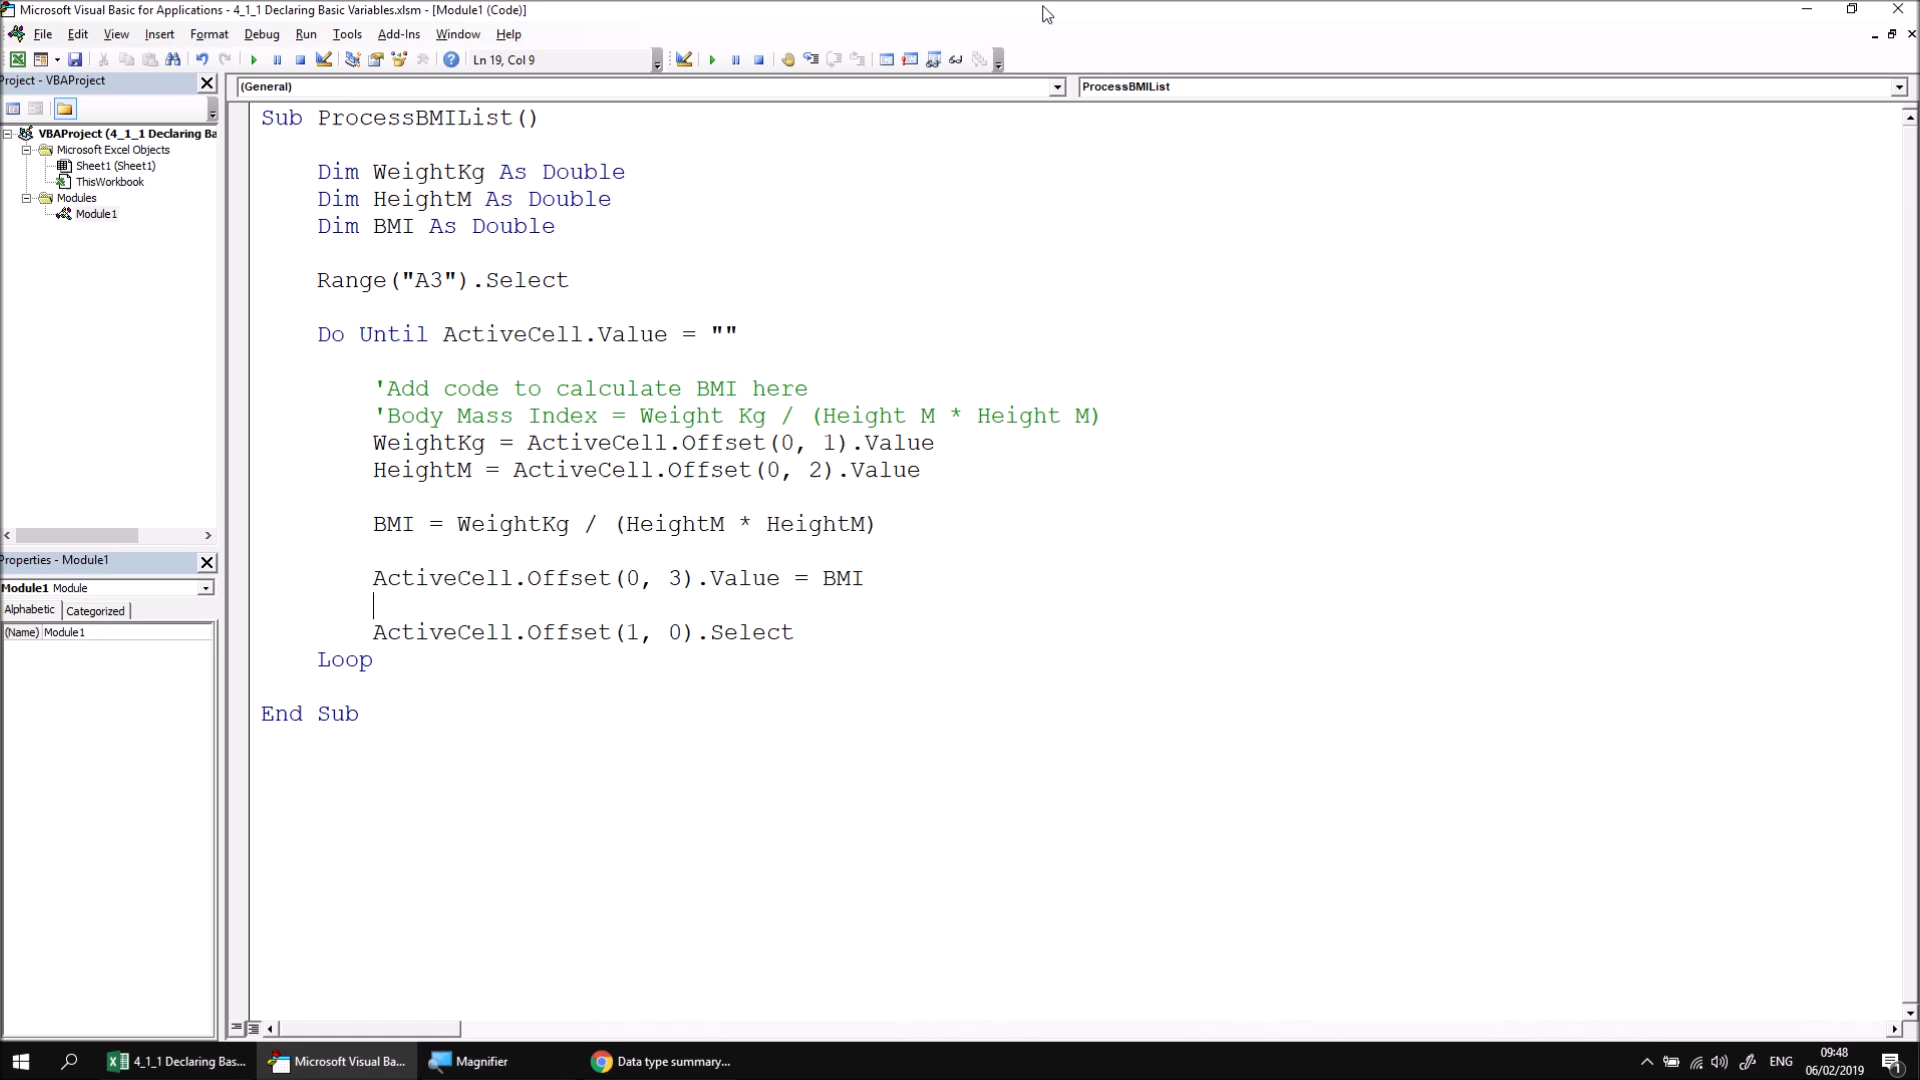 Microsoft Visual Basic for Applications - 4_1_1 Declaring Basic Variables.xlsm - [Module1 (Code)]
File Edit View Insert Format Debug Run Tools Add-Ins Window Help
Ln 19, Col 9
Project - VBAProject
VBAProject (4_1_1 Declaring Ba
Microsoft Excel Objects
Sheet1 (Sheet1)
ThisWorkbook
Modules
Module1
Properties - Module1
Module1 Module
Alphabetic Categorized
(Name) Module1
(General)
ProcessBMIList
Sub ProcessBMIList()
Dim WeightKg As Double
Dim HeightM As Double
Dim BMI As Double
Range("A3").Select
Do Until ActiveCell.Value = ""
'Add code to calculate BMI here
'Body Mass Index = Weight Kg / (Height M * Height M)
WeightKg = ActiveCell.Offset(0, 1).Value
HeightM = ActiveCell.Offset(0, 2).Value
BMI = WeightKg / (HeightM * HeightM)
ActiveCell.Offset(0, 3).Value = BMI
ActiveCell.Offset(1, 0).Select
Loop
End Sub
4_1_1 Declaring Bas...
Microsoft Visual Ba...
Magnifier
Data type summary...
ENG
09:48
06/02/2019
1